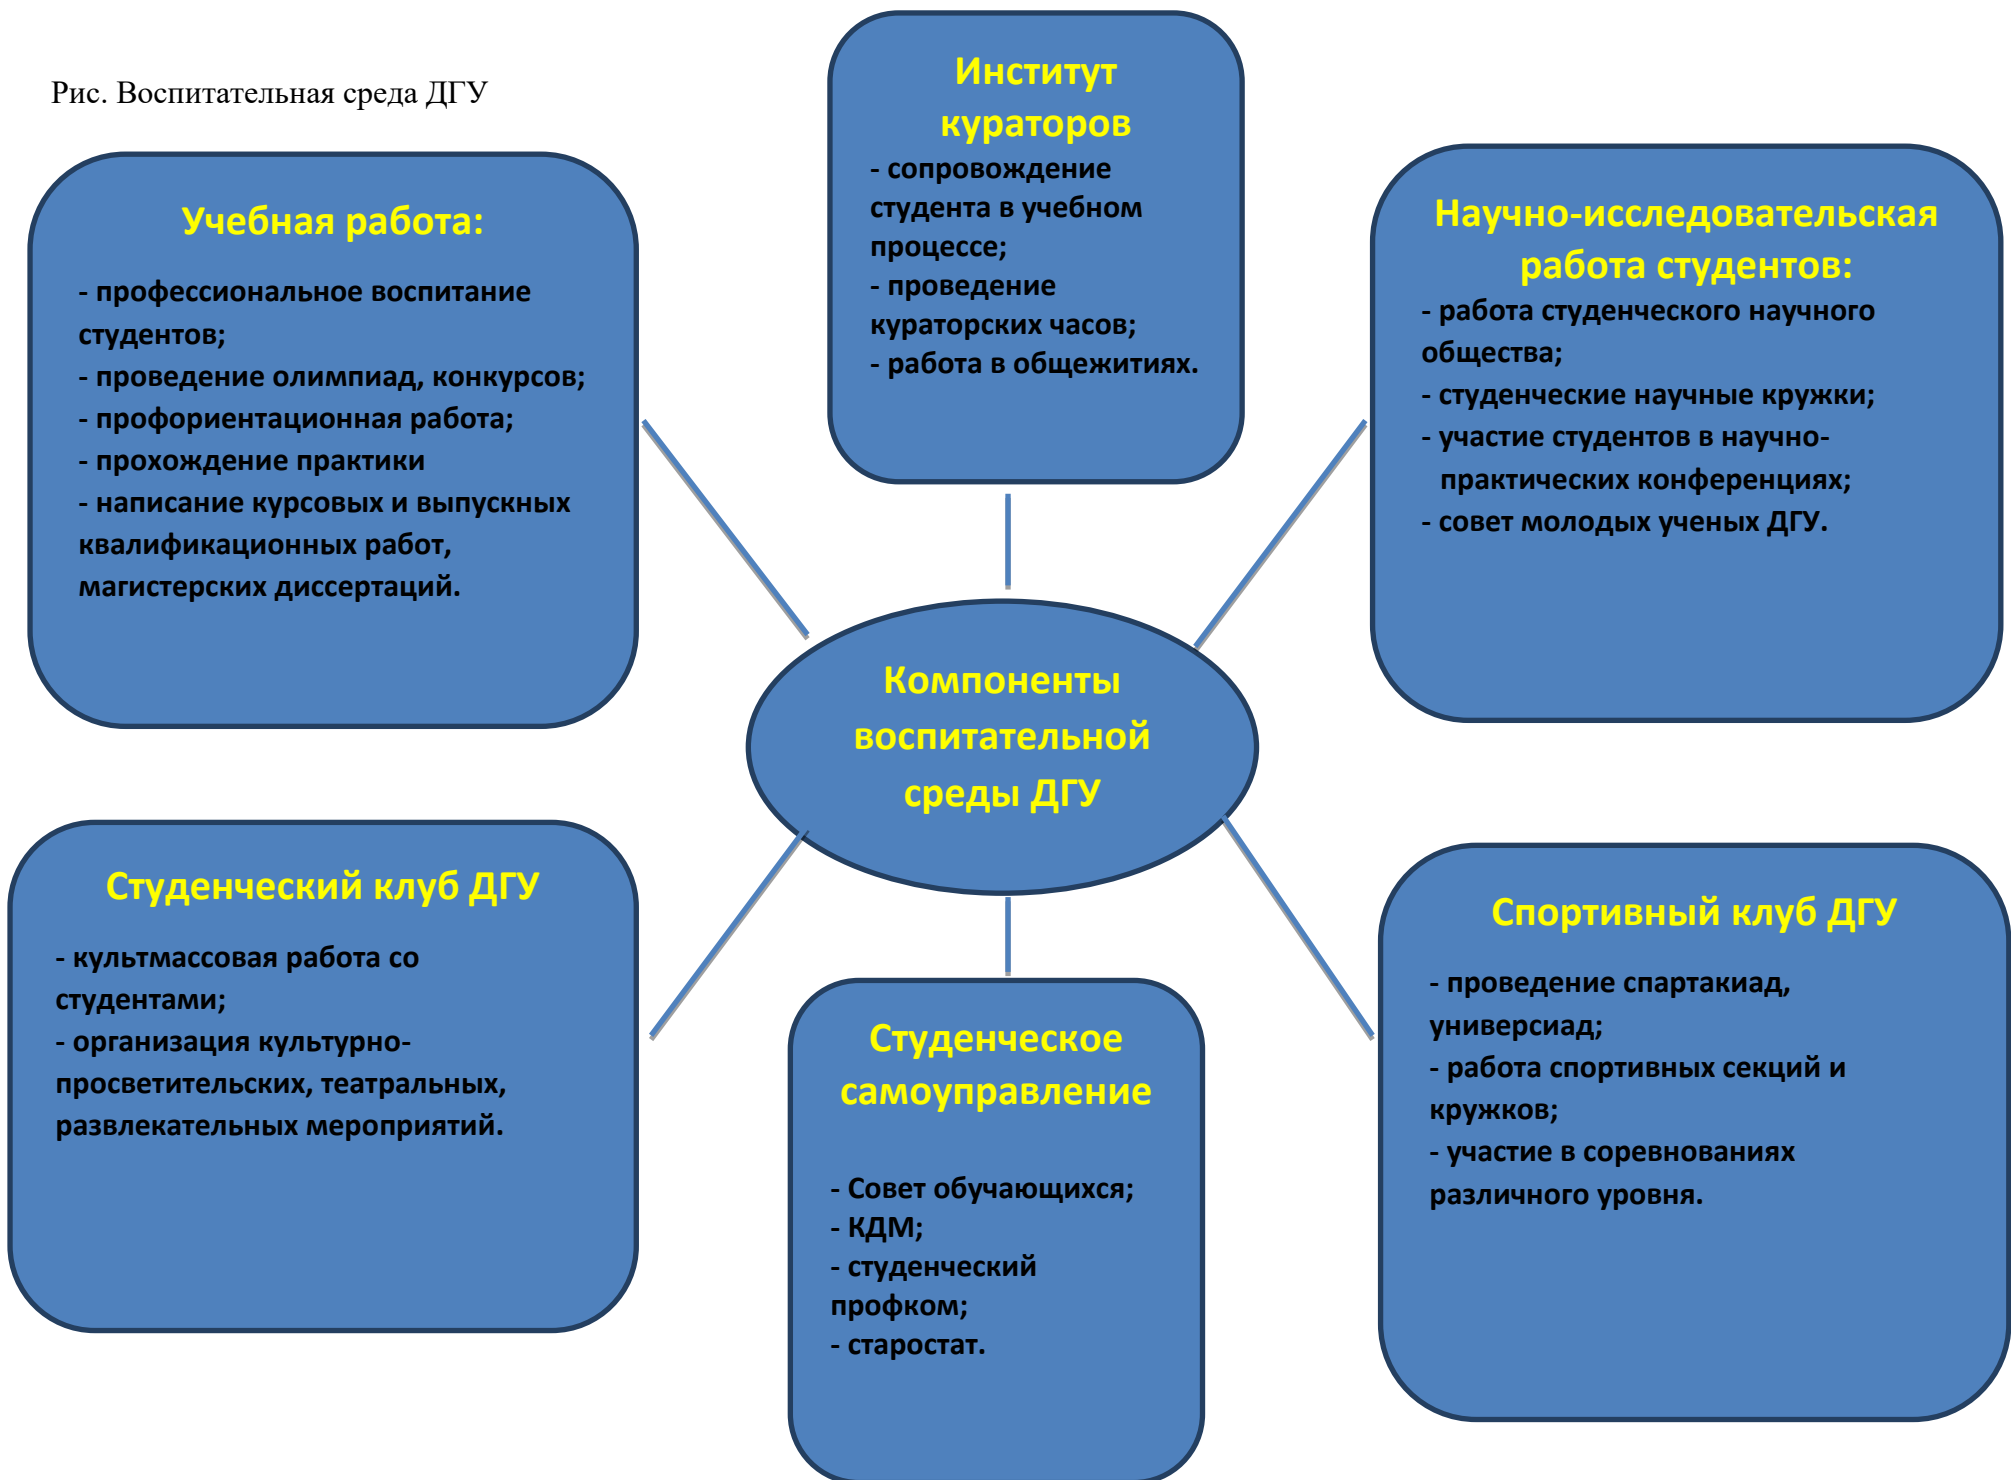 Рис. Воспитательная среда ДГУ
Институт
кураторов
- сопровождение
студента в учебном
процессе;
- проведение
кураторских часов;
- работа в общежитиях.
Учебная работа:
- профессиональное воспитание
студентов;
- проведение олимпиад, конкурсов;
- профориентационная работа;
- прохождение практики
- написание курсовых и выпускных
квалификационных работ,
магистерских диссертаций.
Научно-исследовательская
работа студентов:
- работа студенческого научного
общества;
- студенческие научные кружки;
- участие студентов в научно-
практических конференциях;
- совет молодых ученых ДГУ.
Компоненты
воспитательной
среды ДГУ
Студенческий клуб ДГУ
- культмассовая работа со
студентами;
- организация культурно-
просветительских, театральных,
развлекательных мероприятий.
Студенческое
самоуправление
- Совет обучающихся;
- КДМ;
- студенческий
профком;
- старостат.
Спортивный клуб ДГУ
- проведение спартакиад,
универсиад;
- работа спортивных секций и
кружков;
- участие в соревнованиях
различного уровня.